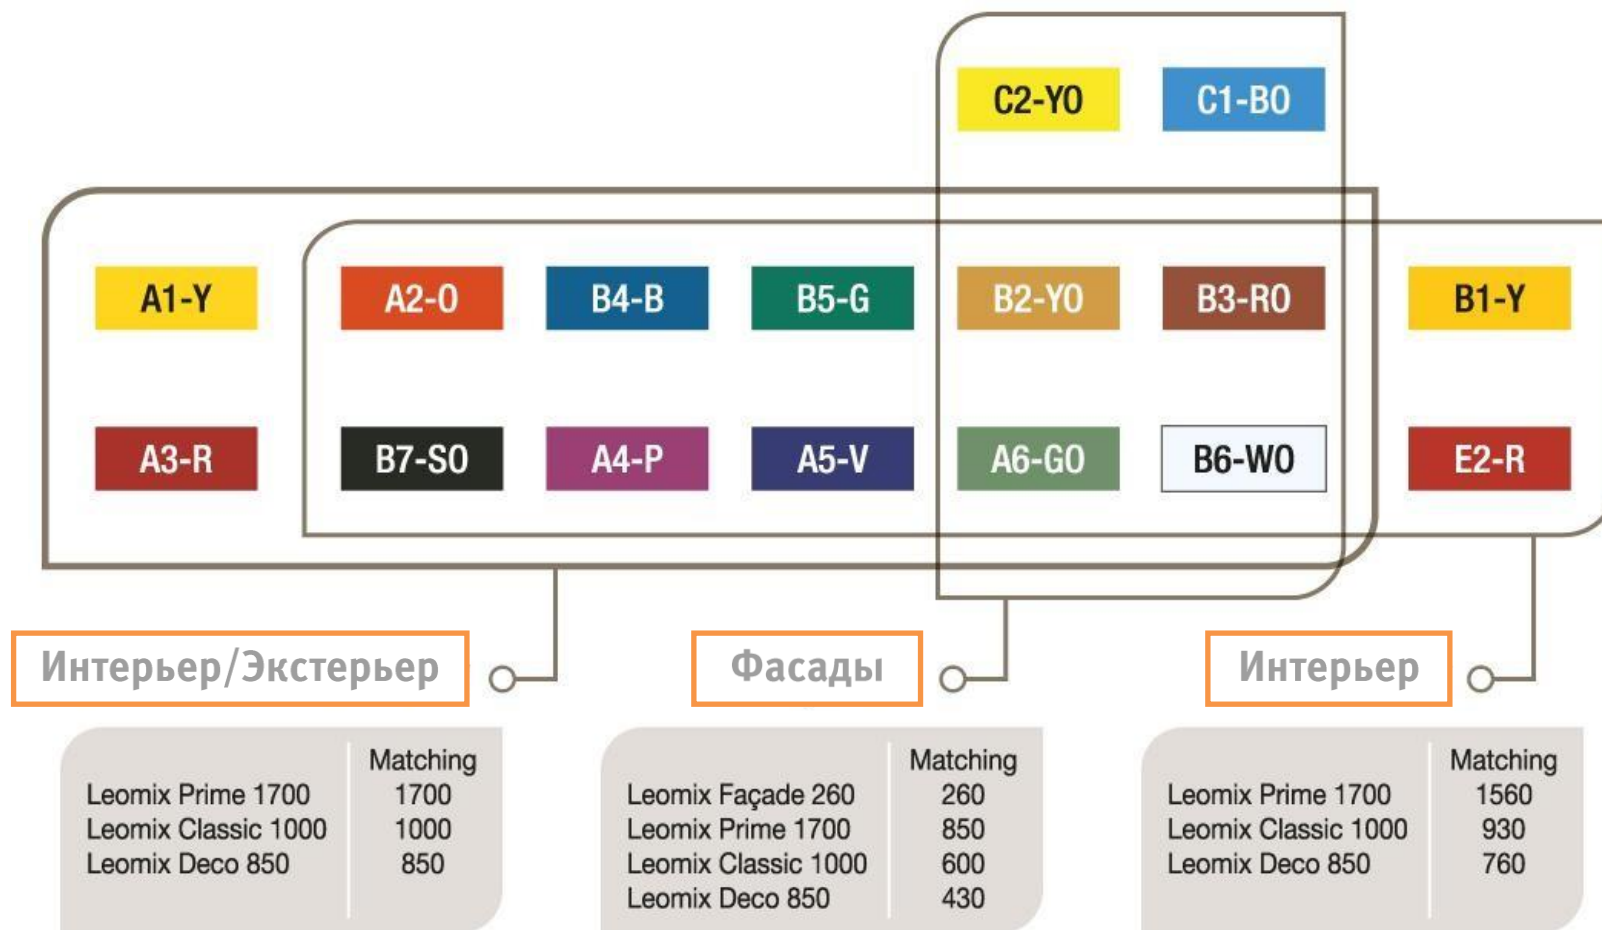 C2-YO C1-BO
A1-Y A2-O B4-B B5-G B2-YO B3-RO B1-Y
A3-R B7-SO A4-P A5-V A6-GO B6-WO E2-R
Интерьер/Экстерьер
Matching
Leomix Prime 1700 1700
Leomix Classic 1000 1000
Leomix Deco 850 850
Фасады
Matching
Leomix Façade 260 260
Leomix Prime 1700 850
Leomix Classic 1000 600
Leomix Deco 850 430
Интерьер
Matching
Leomix Prime 1700 1560
Leomix Classic 1000 930
Leomix Deco 850 760